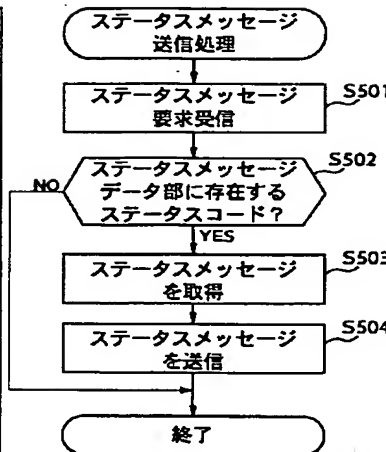 ステータスメッセージ
送信処理
ステータスメッセージ
要求受信
S501
ステータスメッセージ
データ部に存在する
ステータスコード？
S502
NO
YES
ステータスメッセージ
を取得
S503
ステータスメッセージ
を送信
S504
終了